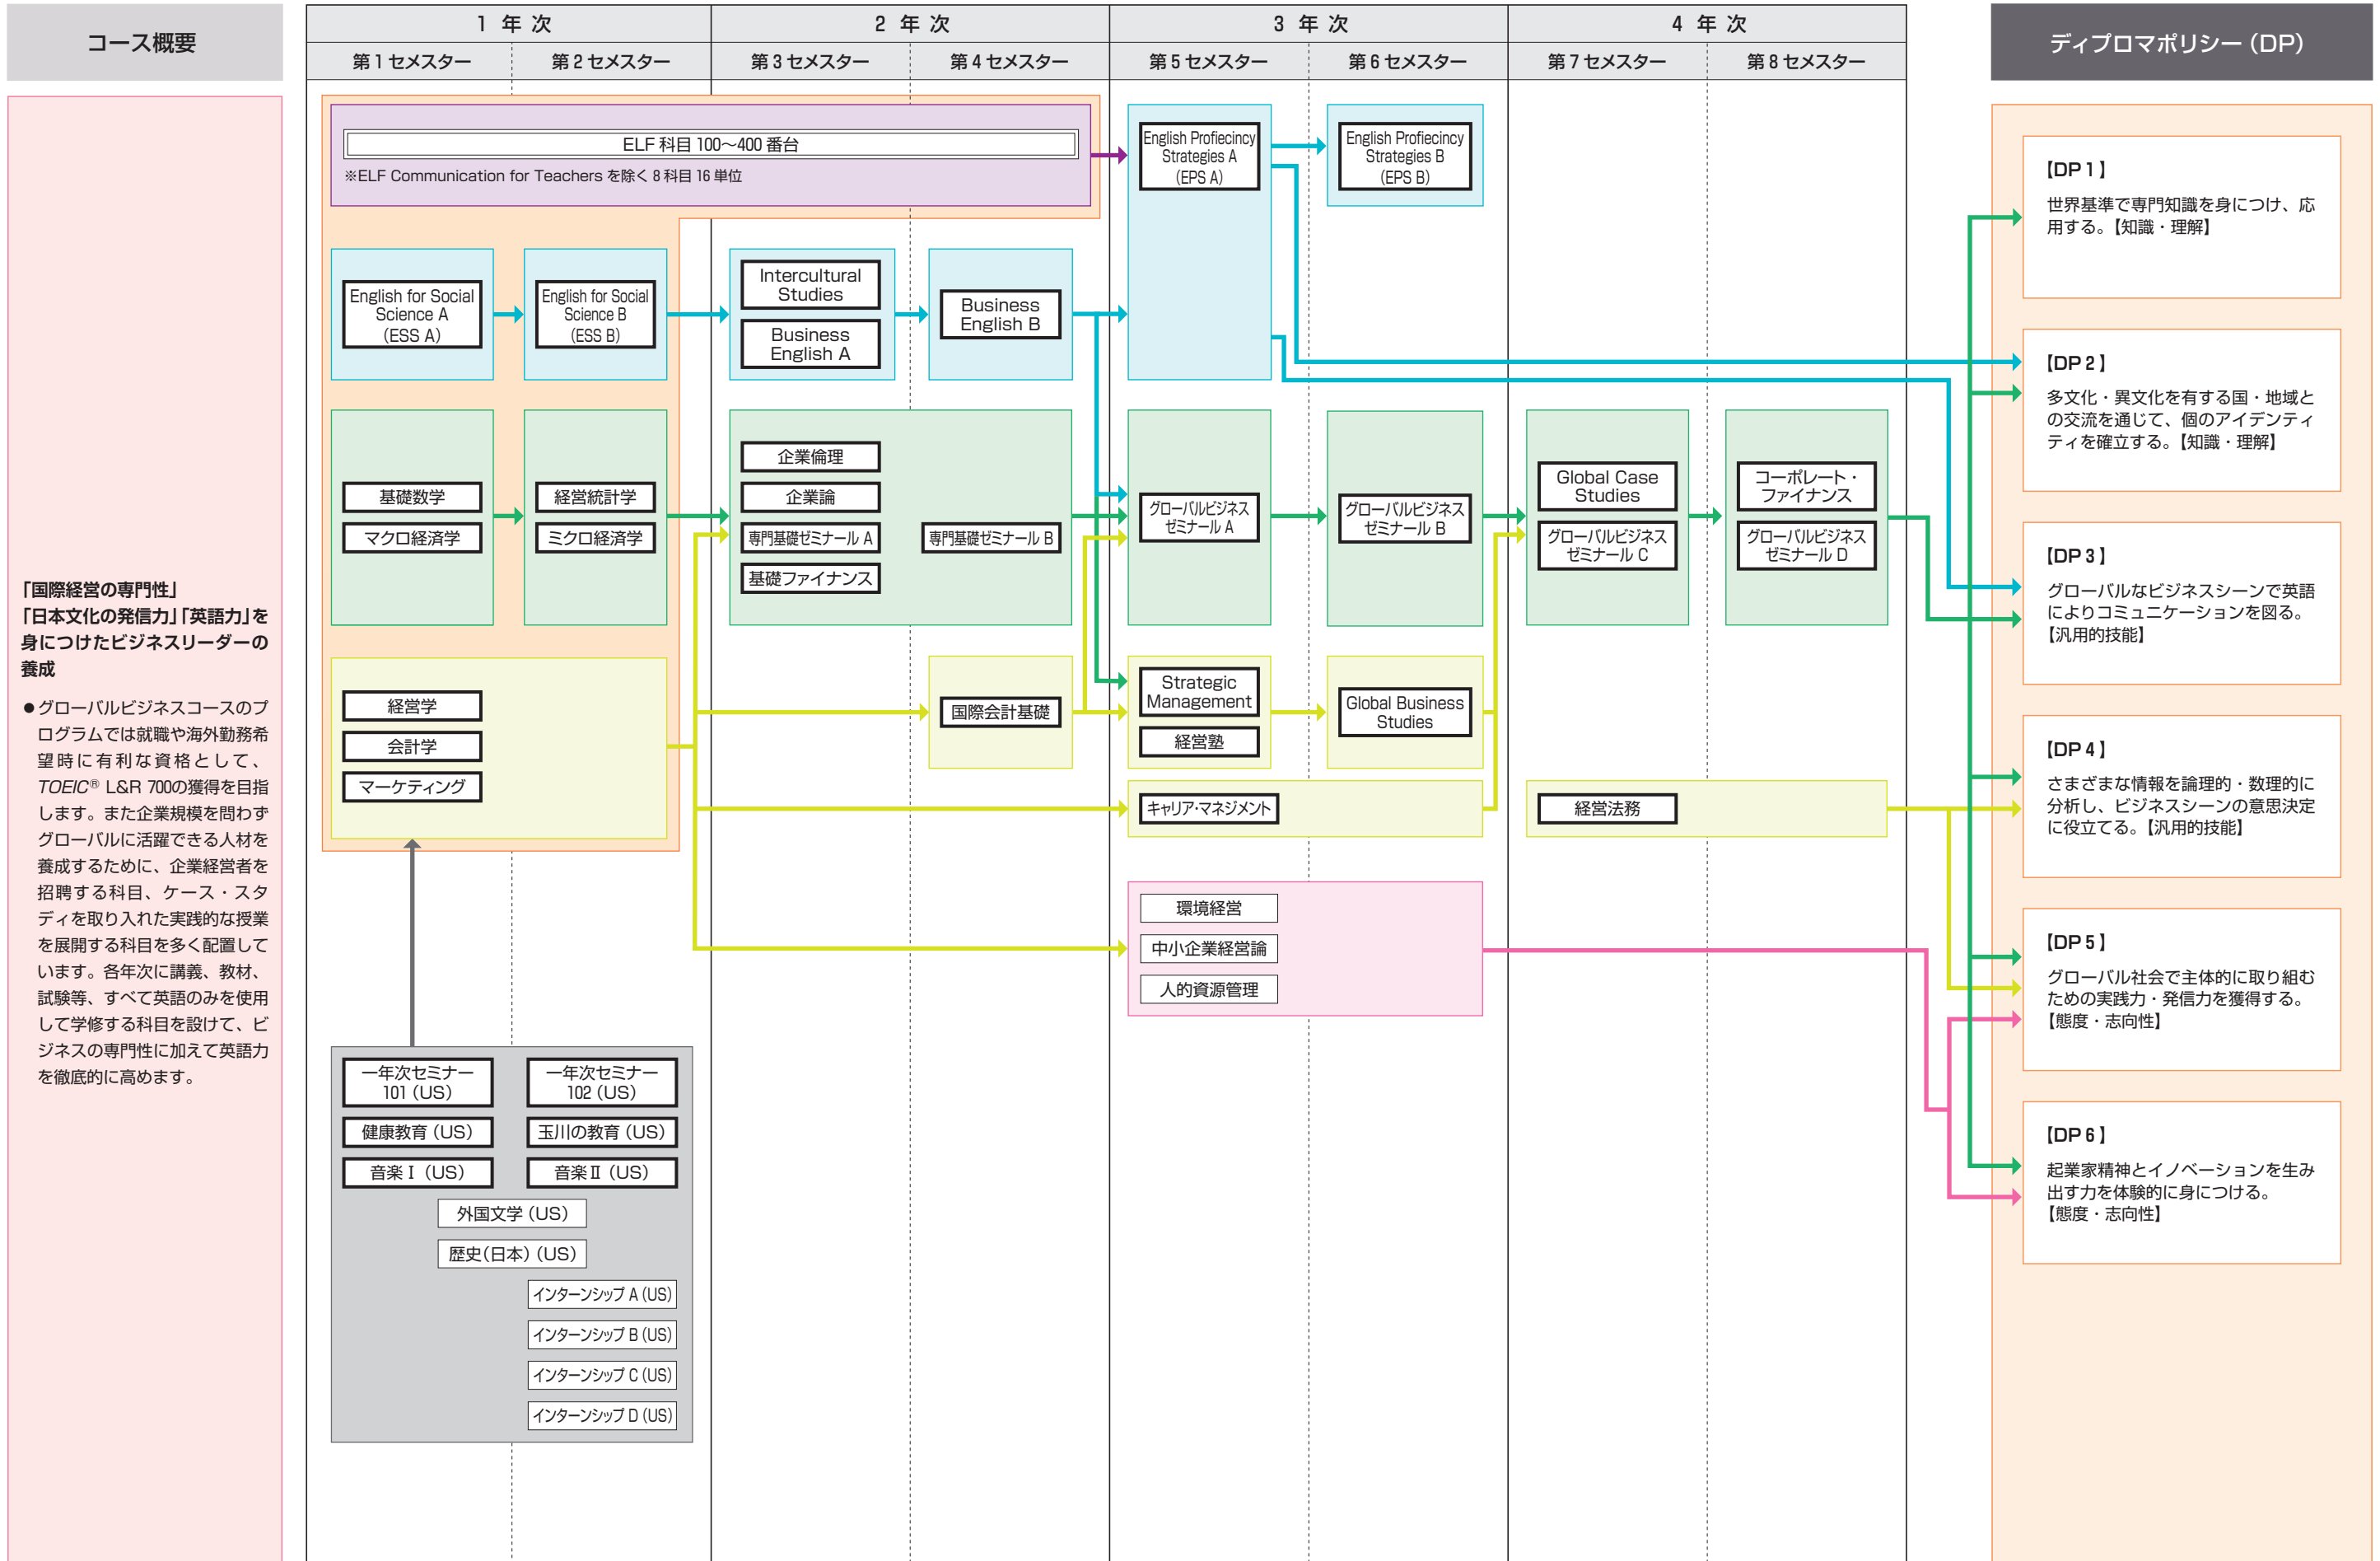 コース概要
1 年 次
2 年 次
3 年 次
4 年 次
ディプロマポリシー（DP）
第1セメスター
第2セメスター
第3セメスター
第4セメスター
第5セメスター
第6セメスター
第7セメスター
第8セメスター
「国際経営の専門性」
「日本文化の発信力」「英語力」を
身につけたビジネスリーダーの
養成
●グローバルビジネスコースのプ
ログラムでは就職や海外勤務希
望時に有利な資格として、
TOEIC® L&R 700の獲得を目指
します。また企業規模を問わず
グローバルに活躍できる人材を
養成するために、企業経営者を
招聘する科目、ケース・スタ
ディを取り入れた実践的な授業
を展開する科目を多く配置して
います。各年次に講義、教材、
試験等、すべて英語のみを使用
して学修する科目を設けて、ビ
ジネスの専門性に加えて英語力
を徹底的に高めます。
ELF 科目 100～400 番台
※ELF Communication for Teachers を除く 8 科目 16 単位
English Profiecincy
Strategies A
（EPS A）
English Profiecincy
Strategies B
（EPS B）
English for Social
Science A
（ESS A）
English for Social
Science B
（ESS B）
Intercultural
Studies
Business
English A
Business
English B
基礎数学
マクロ経済学
経営統計学
ミクロ経済学
企業倫理
企業論
専門基礎ゼミナール A
基礎ファイナンス
専門基礎ゼミナール B
グローバルビジネス
ゼミナール A
グローバルビジネス
ゼミナール B
Global Case
Studies
グローバルビジネス
ゼミナール C
コーポレート・
ファイナンス
グローバルビジネス
ゼミナール D
経営学
会計学
マーケティング
国際会計基礎
Strategic
Management
経営塾
Global Business
Studies
キャリア・マネジメント
経営法務
環境経営
中小企業経営論
人的資源管理
一年次セミナー
101（US）
一年次セミナー
102（US）
健康教育（US）
玉川の教育（US）
音楽Ⅰ（US）
音楽Ⅱ（US）
外国文学（US）
歴史（日本）（US）
インターンシップ A（US）
インターンシップ B（US）
インターンシップ C（US）
インターンシップ D（US）
【DP 1】
世界基準で専門知識を身につけ、応
用する。【知識・理解】
【DP 2】
多文化・異文化を有する国・地域と
の交流を通じて、個のアイデンティ
ティを確立する。【知識・理解】
【DP 3】
グローバルなビジネスシーンで英語
によりコミュニケーションを図る。
【汎用的技能】
【DP 4】
さまざまな情報を論理的・数理的に
分析し、ビジネスシーンの意思決定
に役立てる。【汎用的技能】
【DP 5】
グローバル社会で主体的に取り組む
ための実践力・発信力を獲得する。
【態度・志向性】
【DP 6】
起業家精神とイノベーションを生み
出す力を体験的に身につける。
【態度・志向性】